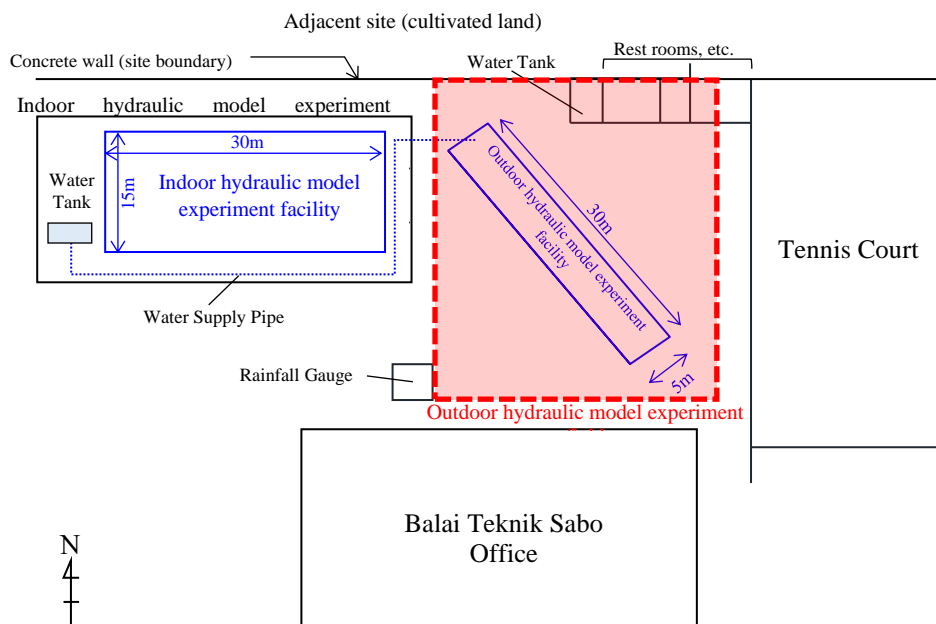 Adjacent site (cultivated land)
Rest rooms, etc.
Concrete wall (site boundary)
Water Tank
Indoor hydraulic model experiment
30m
15m
Indoor hydraulic model
experiment facility
Water
Tank
Outdoor hydraulic model experiment
facility
30m
5m
Tennis Court
Water Supply Pipe
Rainfall Gauge
Outdoor hydraulic model experiment
Balai Teknik Sabo
Office
N